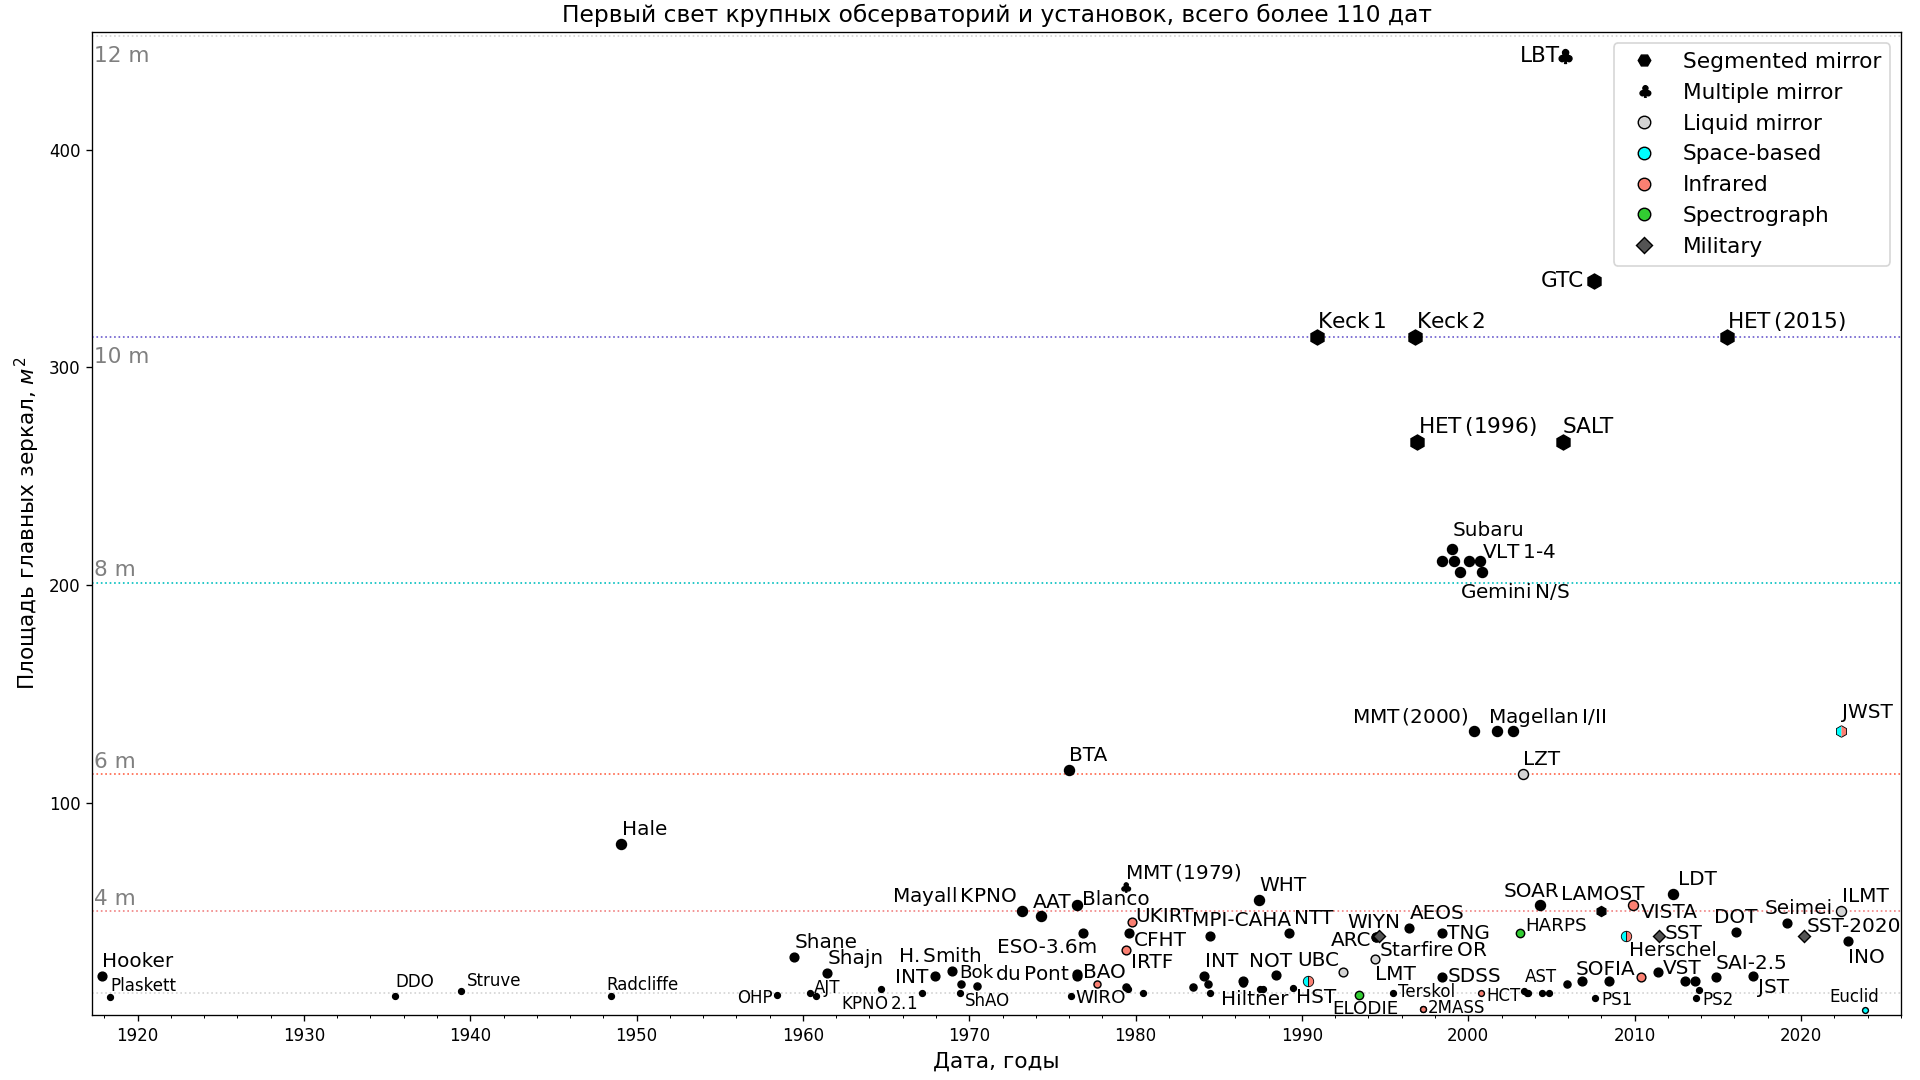 Первый свет крупных обсерваторий и установок, всего более 110 дат
12 m
LBT
Segmented mirror
Multiple mirror
Liquid mirror
Space-based
Infrared
Spectrograph
Military
400
GTC
Keck 1
Keck 2
HET (2015)
10 m
300
HET (1996)
SALT
Subaru
VLT 1-4
8 m
200
Gemini N/S
MMT (2000)
Magellan I/II
JWST
BTA
LZT
6 m
100
Hale
MMT (1979)
WHT
LDT
4 m
Mayall KPNO
AAT
Blanco
SOAR
LAMOST
ILMT
UKIRT
MPI-CAHA
NTT
WIYN
AEOS
HARPS
VISTA
DOT
Seimei
SST-2020
Shane
ESO-3.6m
CFHT
ARC
TNG
SST
Hooker
Shajn
H. Smith
IRTF
Starfire OR
Herschel
INO
Plaskett
DDO
Struve
Radcliffe
OHP
AJT
KPNO 2.1
INT
Bok
ShAO
du Pont
BAO
WIRO
INT
NOT
UBC
Hiltner
HST
LMT
ELODIE
Terskol
2MASS
SDSS
HCT
AST
SOFIA
PS1
VST
PS2
SAI-2.5
JST
Euclid
1920
1930
1940
1950
1960
1970
1980
1990
2000
2010
2020
Дата, годы
Площадь главных зеркал, м²